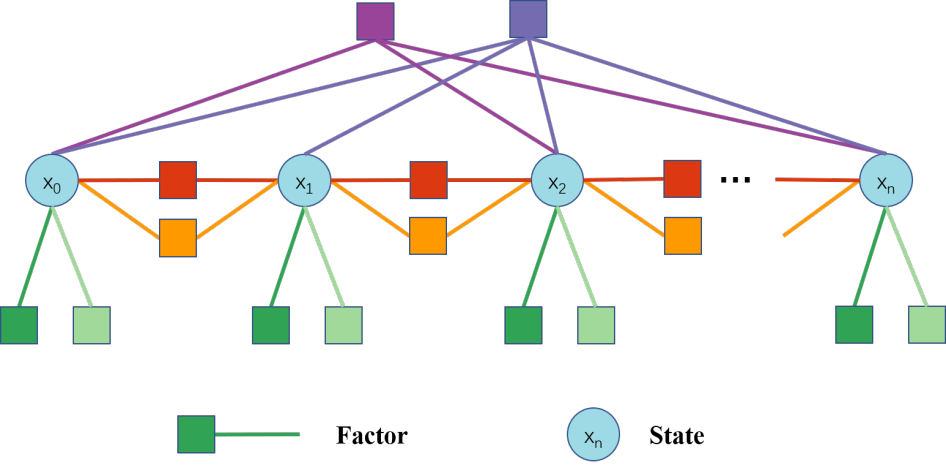 x₀ x₁ x₂ ... xₙ
Factor xₙ State